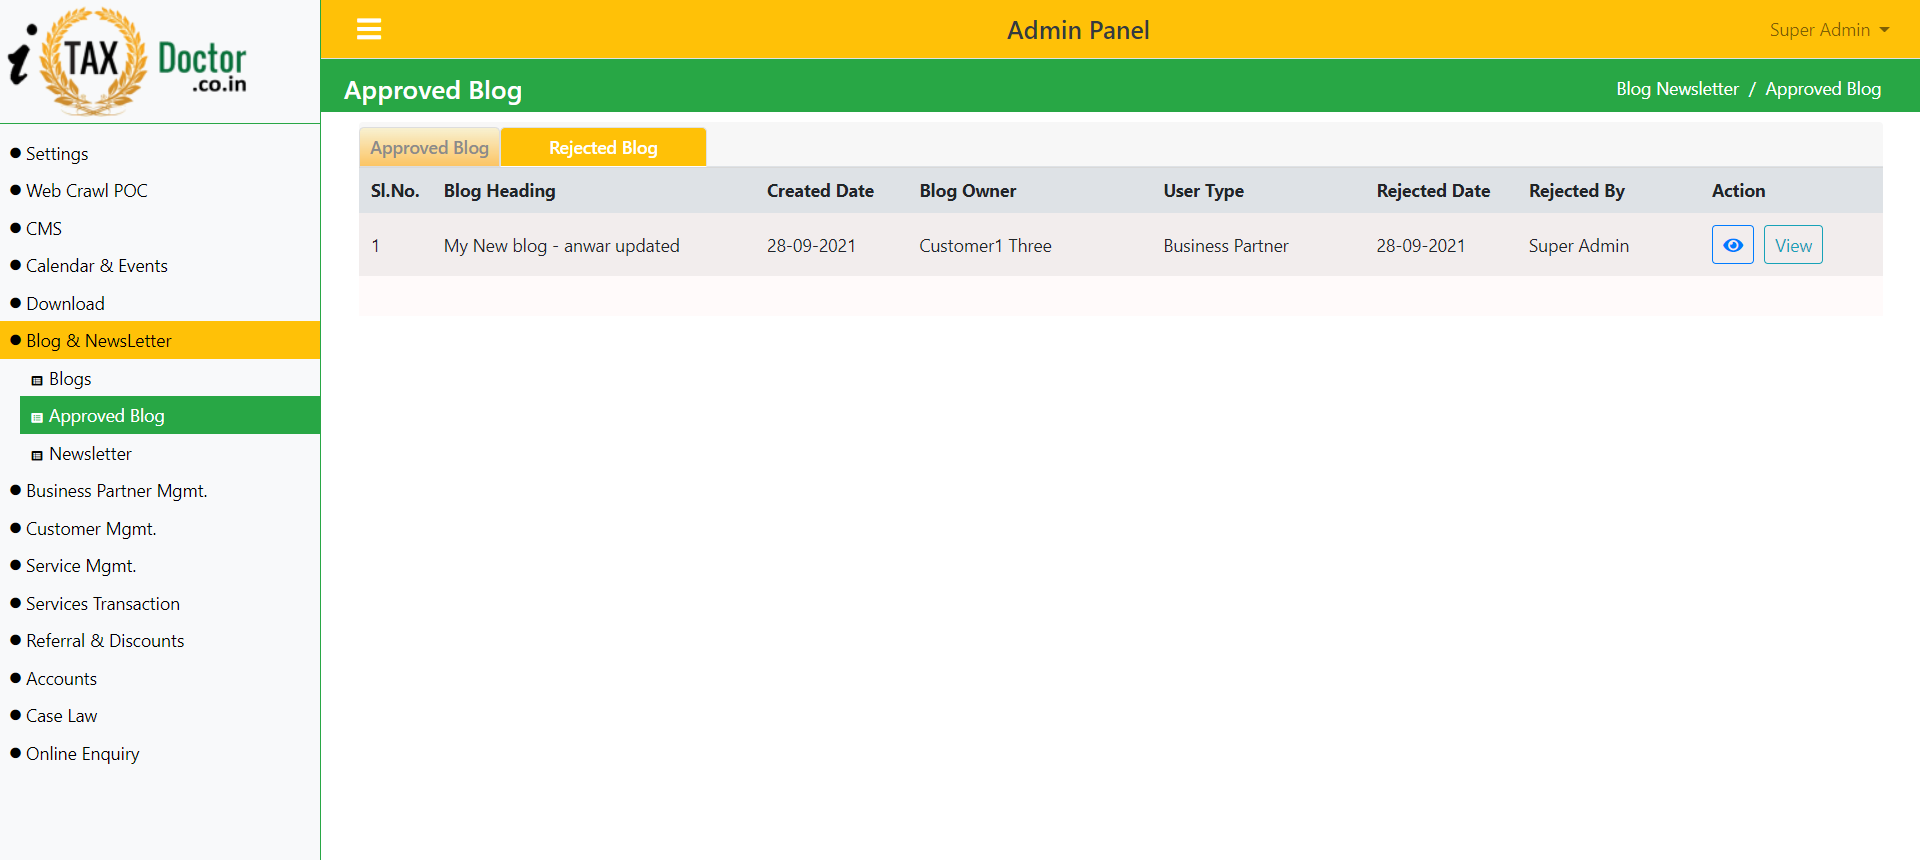 i TAX Doctor
.co.in
Admin Panel
Super Admin
Approved Blog
Blog Newsletter / Approved Blog
Settings
Web Crawl POC
CMS
Calendar & Events
Download
Blog & NewsLetter
Blogs
Approved Blog
Newsletter
Business Partner Mgmt.
Customer Mgmt.
Service Mgmt.
Services Transaction
Referral & Discounts
Accounts
Case Law
Online Enquiry
Approved Blog Rejected Blog
Sl.No. Blog Heading Created Date Blog Owner User Type Rejected Date Rejected By Action
1 My New blog - anwar updated 28-09-2021 Customer1 Three Business Partner 28-09-2021 Super Admin View